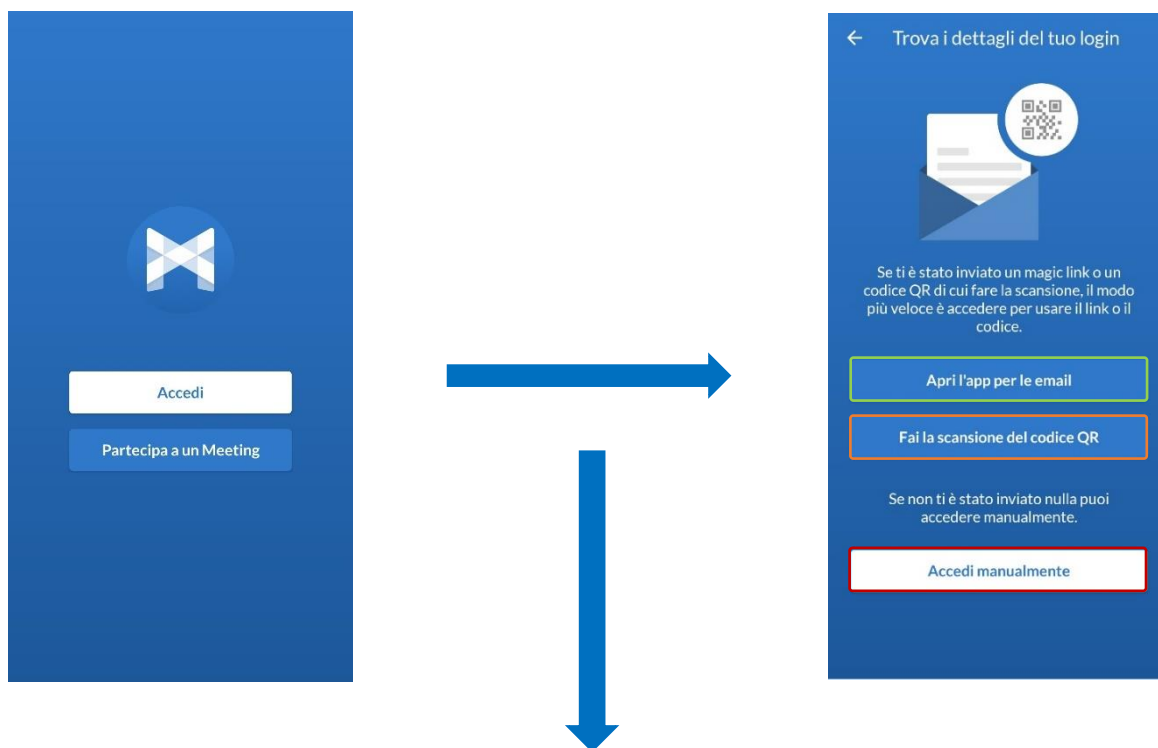 Accedi
Partecipa a un Meeting
Trova i dettagli del tuo login
Se ti è stato inviato un magic link o un
codice QR di cui fare la scansione, il modo
più veloce è accedere per usare il link o il
codice.
Apri l'app per le email
Fai la scansione del codice QR
Se non ti è stato inviato nulla puoi
accedere manualmente.
Accedi manualmente